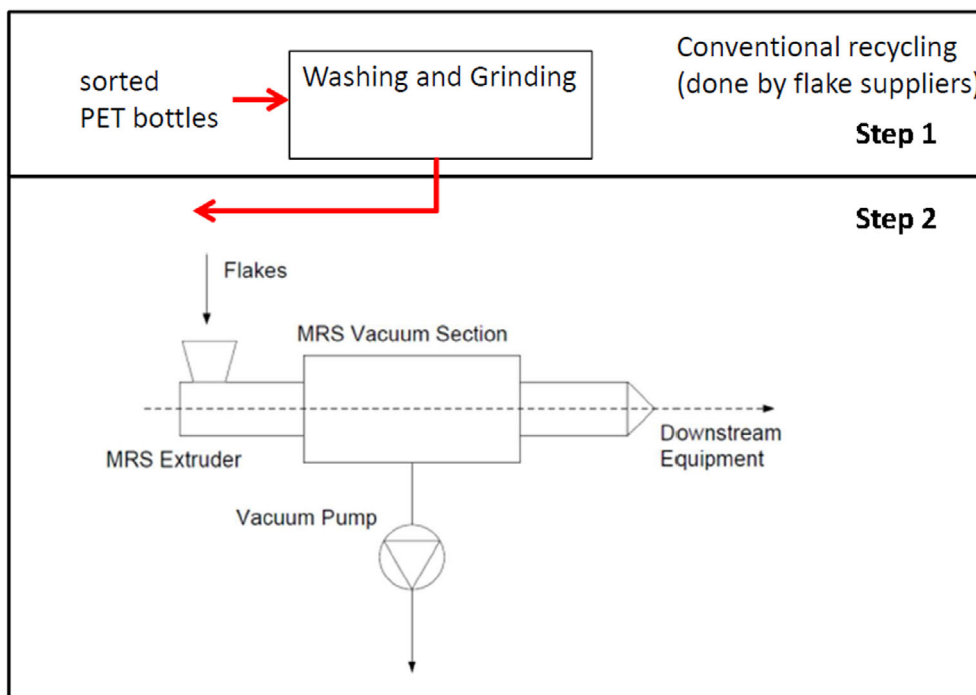 sorted
PET bottles
Washing and Grinding
Conventional recycling
(done by flake suppliers)
Step 1
Step 2
Flakes
MRS Vacuum Section
MRS Extruder
Downstream
Equipment
Vacuum Pump